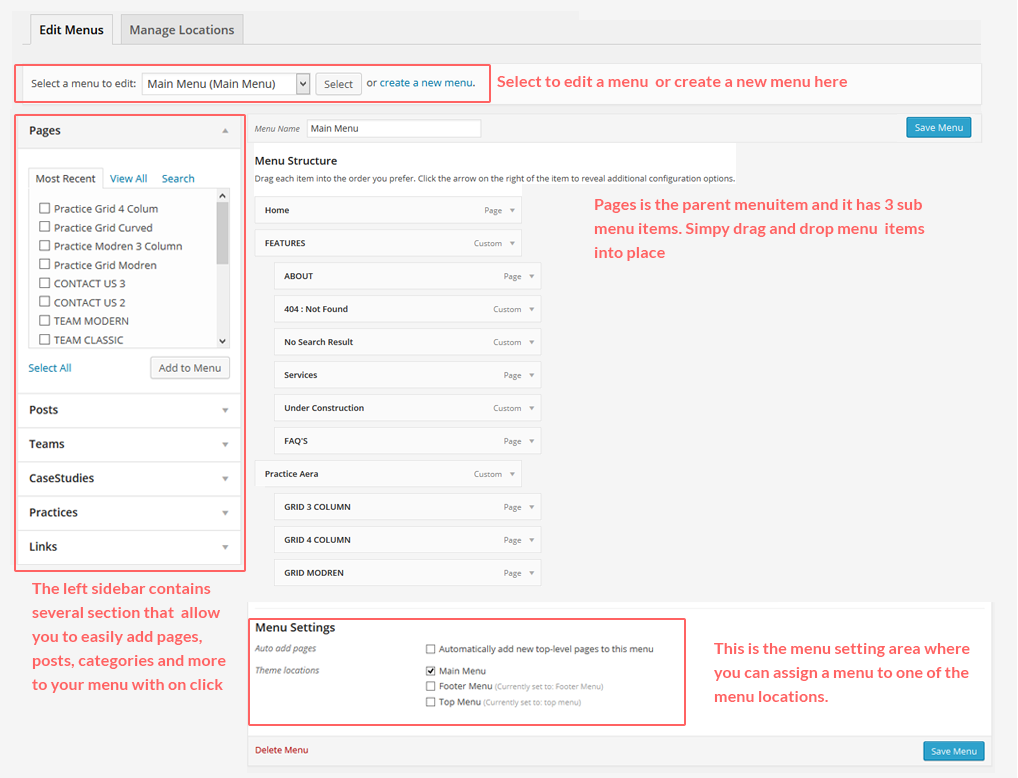 Edit Menus
Manage Locations
Select a menu to edit: Main Menu (Main Menu) Select or create a new menu.
Select to edit a menu or create a new menu here
Pages
Most Recent View All Search
Practice Grid 4 Colum
Practice Grid Curved
Practice Modren 3 Column
Practice Grid Modren
CONTACT US 3
CONTACT US 2
TEAM MODERN
TEAM CLASSIC
Select All Add to Menu
Posts
Teams
CaseStudies
Practices
Links
The left sidebar contains
several section that allow
you to easily add pages,
posts, categories and more
to your menu with on click
Menu Name Main Menu Save Menu
Menu Structure
Drag each item into the order you prefer. Click the arrow on the right of the item to reveal additional configuration options.
Home Page
FEATURES Custom
ABOUT Page
404 : Not Found Custom
No Search Result Custom
Services Page
Under Construction Custom
FAQ'S Page
Practice Aera Custom
GRID 3 COLUMN Page
GRID 4 COLUMN Page
GRID MODREN Page
Pages is the parent menuitem and it has 3 sub
menu items. Simpy drag and drop menu items
into place
Menu Settings
Auto add pages Automatically add new top-level pages to this menu
Theme locations Main Menu
Footer Menu (Currently set to: Footer Menu)
Top Menu (Currently set to: top menu)
This is the menu setting area where
you can assign a menu to one of the
menu locations.
Delete Menu Save Menu